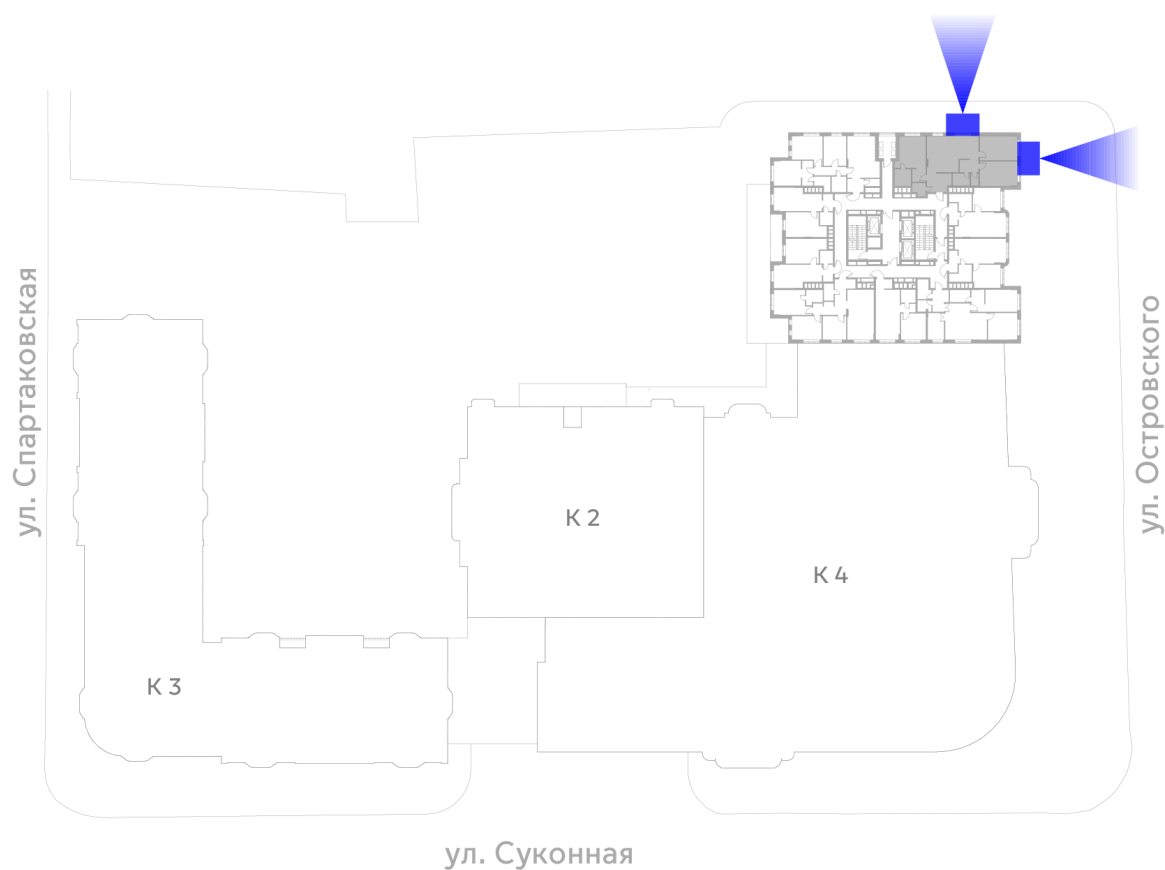 ул. Спартаковская
ул. Островского
К 2
К 4
К 3
ул. Суконная